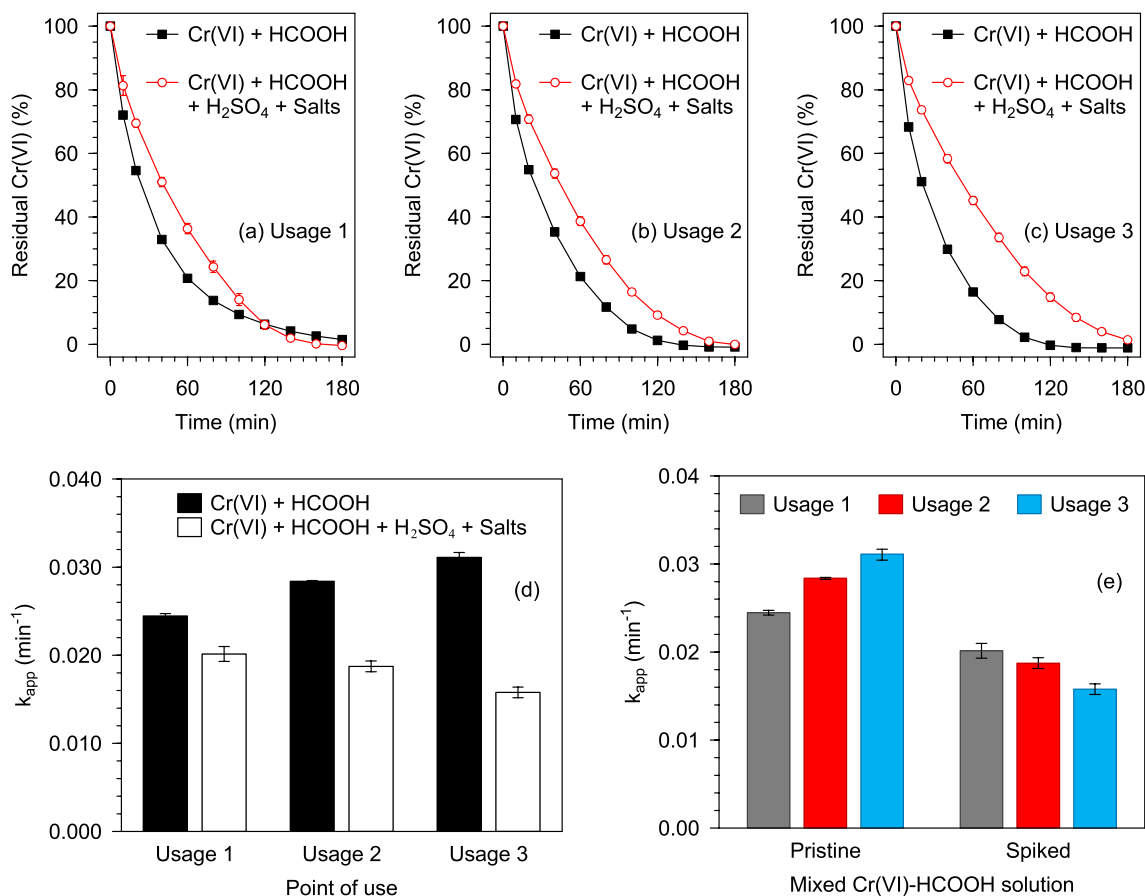 100
80
60
40
20
0
Residual Cr(VI) (%)
Cr(VI) + HCOOH
Cr(VI) + HCOOH
+ H₂SO₄ + Salts
(a) Usage 1
0 60 120 180
Time (min)
100
80
60
40
20
0
Residual Cr(VI) (%)
Cr(VI) + HCOOH
Cr(VI) + HCOOH
+ H₂SO₄ + Salts
(b) Usage 2
0 60 120 180
Time (min)
100
80
60
40
20
0
Residual Cr(VI) (%)
Cr(VI) + HCOOH
Cr(VI) + HCOOH
+ H₂SO₄ + Salts
(c) Usage 3
0 60 120 180
Time (min)
0.040
0.030
0.020
0.010
0.000
k_app (min⁻¹)
Cr(VI) + HCOOH
Cr(VI) + HCOOH + H₂SO₄ + Salts
(d)
Usage 1 Usage 2 Usage 3
Point of use
0.04
0.03
0.02
0.01
0.00
k_app (min⁻¹)
Usage 1 Usage 2 Usage 3
(e)
Pristine Spiked
Mixed Cr(VI)-HCOOH solution